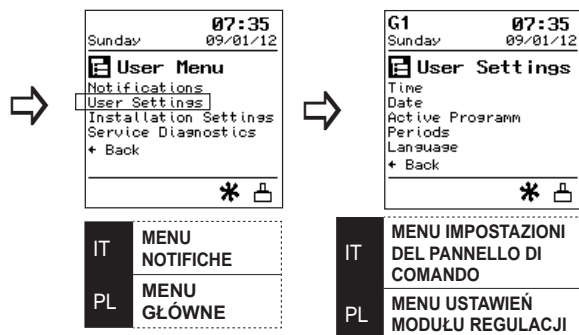 07:35
Sunday 09/01/12
User Menu
Notifications
User Settings
Installation Settings
Service Diagnostics
← Back
IT MENU
NOTIFICHE
PL MENU
GŁÓWNE
G1 07:35
Sunday 09/01/12
User Settings
Time
Date
Active Programm
Periods
Language
← Back
IT MENU IMPOSTAZIONI
DEL PANNELLO DI
COMANDO
PL MENU USTAWIEŃ
MODUŁU REGULACJI